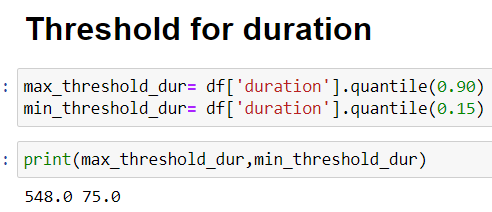 Threshold for duration
: max_threshold_dur= df['duration'].quantile(0.90)
min_threshold_dur= df['duration'].quantile(0.15)
: print(max_threshold_dur,min_threshold_dur)
548.0 75.0